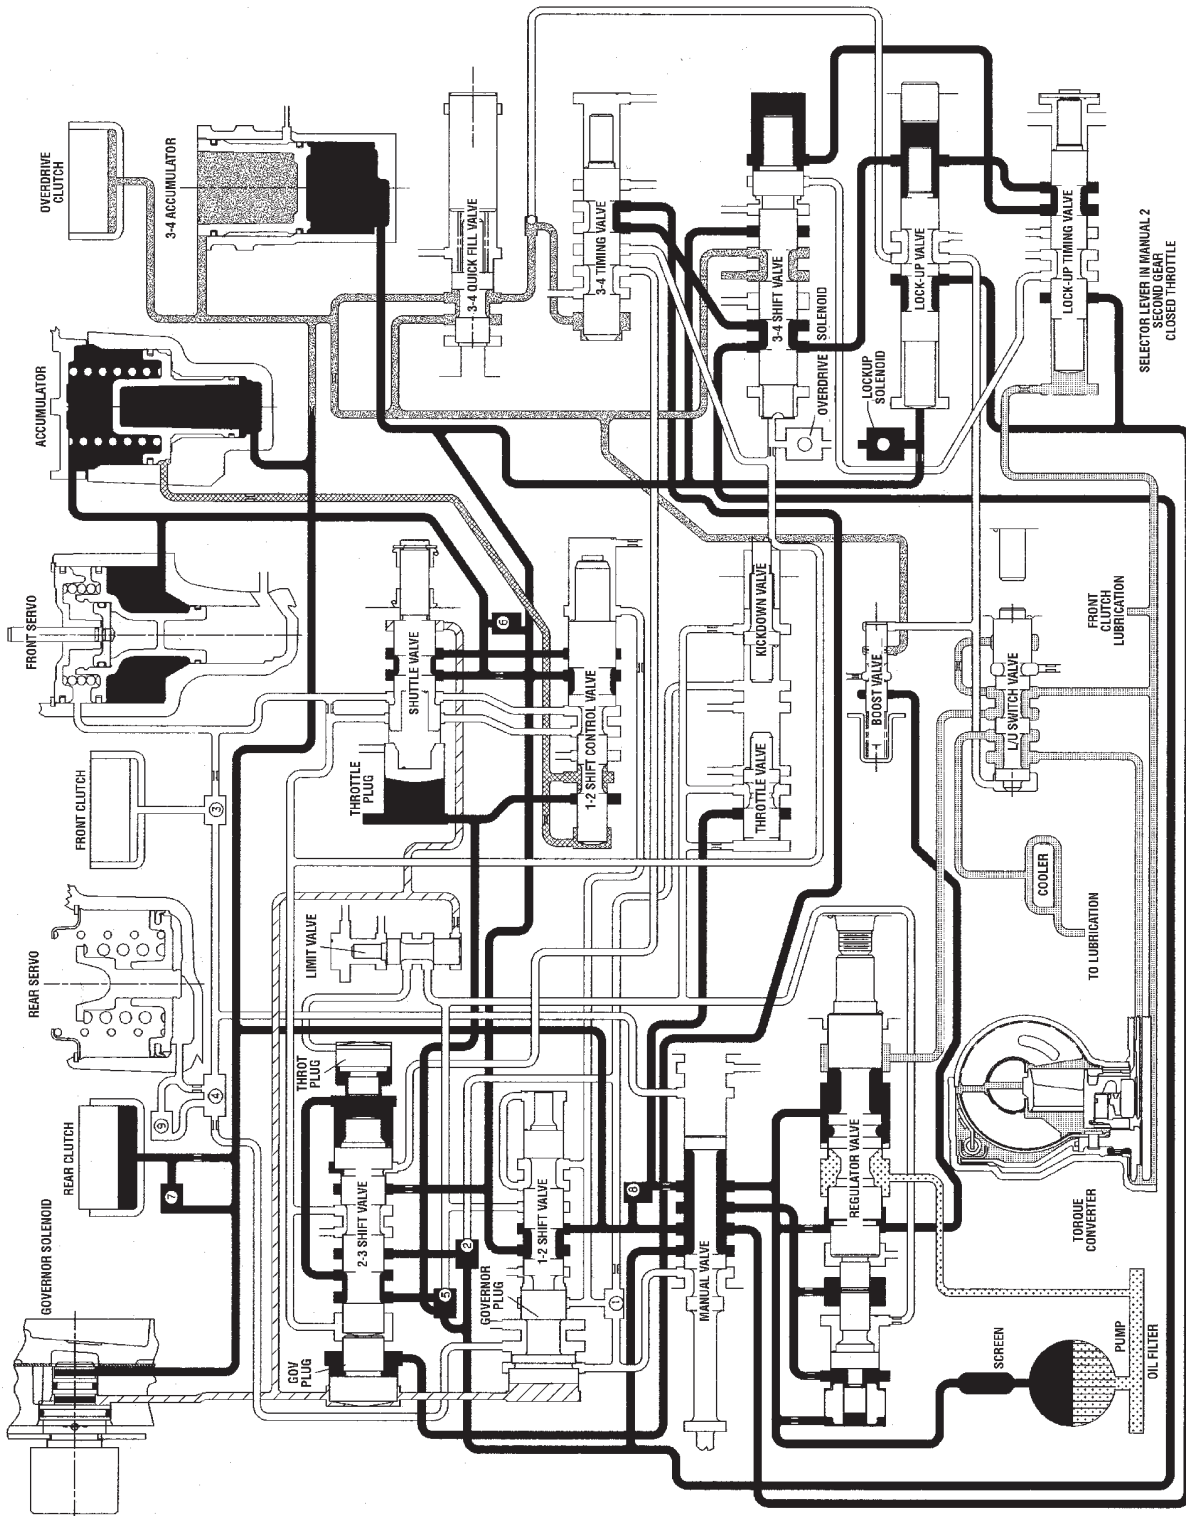 GOVERNOR SOLENOID
REAR CLUTCH
REAR SERVO
FRONT CLUTCH
FRONT SERVO
ACCUMULATOR
3-4 ACCUMULATOR
OVERDRIVE
CLUTCH
7
9
4
3
GOV
PLUG
2-3 SHIFT VALVE
THROT
PLUG
LIMIT VALVE
THROTTLE
PLUG
SHUTTLE VALVE
6
3-4 QUICK FILL VALVE
5
2
GOVERNOR
PLUG
1-2 SHIFT VALVE
1
1-2 SHIFT CONTROL VALVE
3-4 TIMING VALVE
8
MANUAL VALVE
THROTTLE VALVE
KICKDOWN VALVE
3-4 SHIFT VALVE
OVERDRIVE SOLENOID
REGULATOR VALVE
BOOST VALVE
LOCKUP
SOLENOID
LOCK-UP VALVE
SCREEN
PUMP
OIL FILTER
TORQUE
CONVERTER
COOLER
TO LUBRICATION
L/U SWITCH VALVE
FRONT
CLUTCH
LUBRICATION
LOCK-UP TIMING VALVE
SELECTOR LEVER IN MANUAL 2
SECOND GEAR
CLOSED THROTTLE